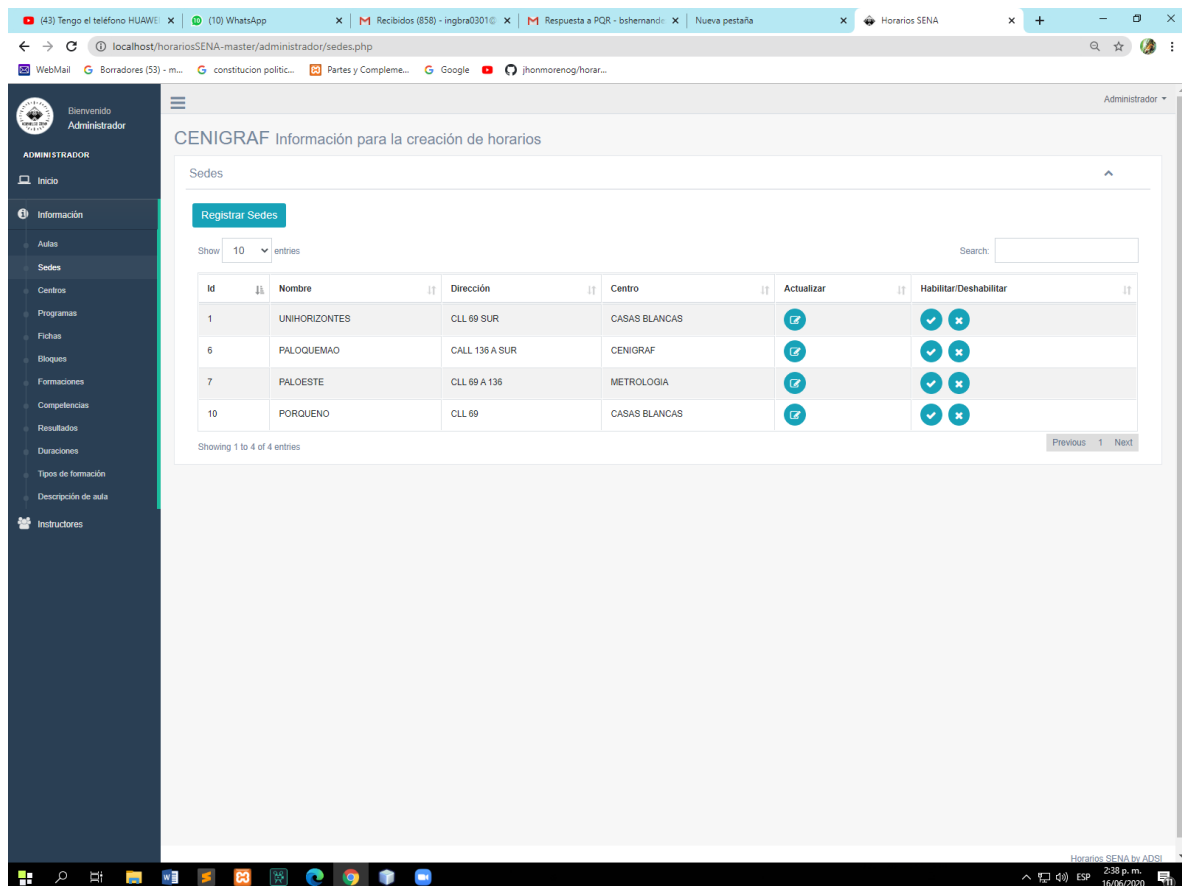 (43) Tengo el teléfono HUAWEI
(10) WhatsApp
Recibidos (858) - ingbra0301@
Respuesta a PQR - bshernande
Nueva pestaña
Horarios SENA
localhost/horariosSENA-master/administrador/sedes.php
WebMail
Borradores (53) - m...
constitucion politic...
Partes y Compleme...
Google
jhonmorenog/horar...
Bienvenido
Administrador
ADMINISTRADOR
Inicio
Información
Aulas
Sedes
Centros
Programas
Fichas
Bloques
Formaciones
Competencias
Resultados
Duraciones
Tipos de formación
Descripción de aula
Instructores
Administrador
CENIGRAF Información para la creación de horarios
Sedes
Registrar Sedes
Show 10 entries
Search:
Id Nombre Dirección Centro Actualizar Habilitar/Deshabilitar
1 UNIHORIZONTES CLL 69 SUR CASAS BLANCAS
6 PALOQUEMAO CALL 136 A SUR CENIGRAF
7 PALOESTE CLL 69 A 136 METROLOGIA
10 PORQUENO CLL 69 CASAS BLANCAS
Showing 1 to 4 of 4 entries
Previous 1 Next
Horarios SENA by ADSI
ESP
2:38 p. m.
16/06/2020